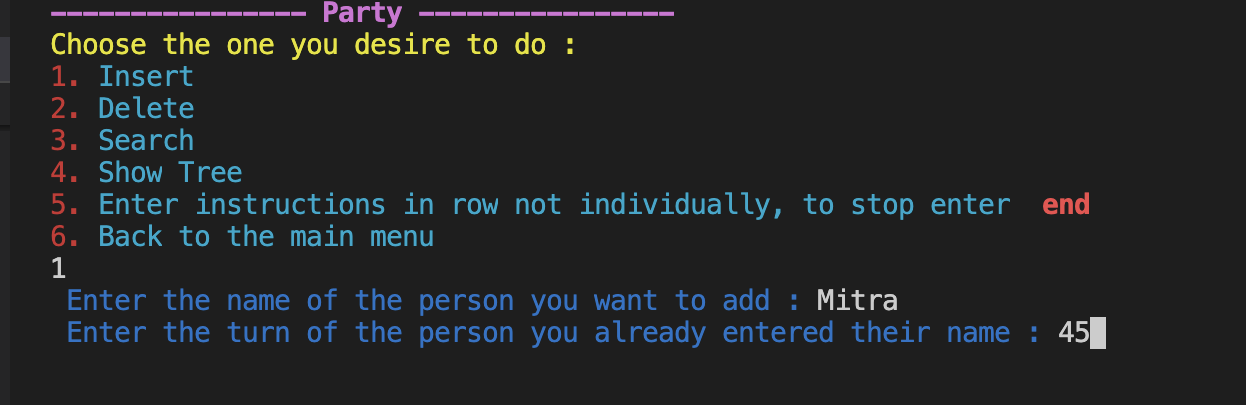 ---------------- Party ----------------
Choose the one you desire to do :
1. Insert
2. Delete
3. Search
4. Show Tree
5. Enter instructions in row not individually, to stop enter  end
6. Back to the main menu
1
Enter the name of the person you want to add : Mitra
Enter the turn of the person you already entered their name : 45